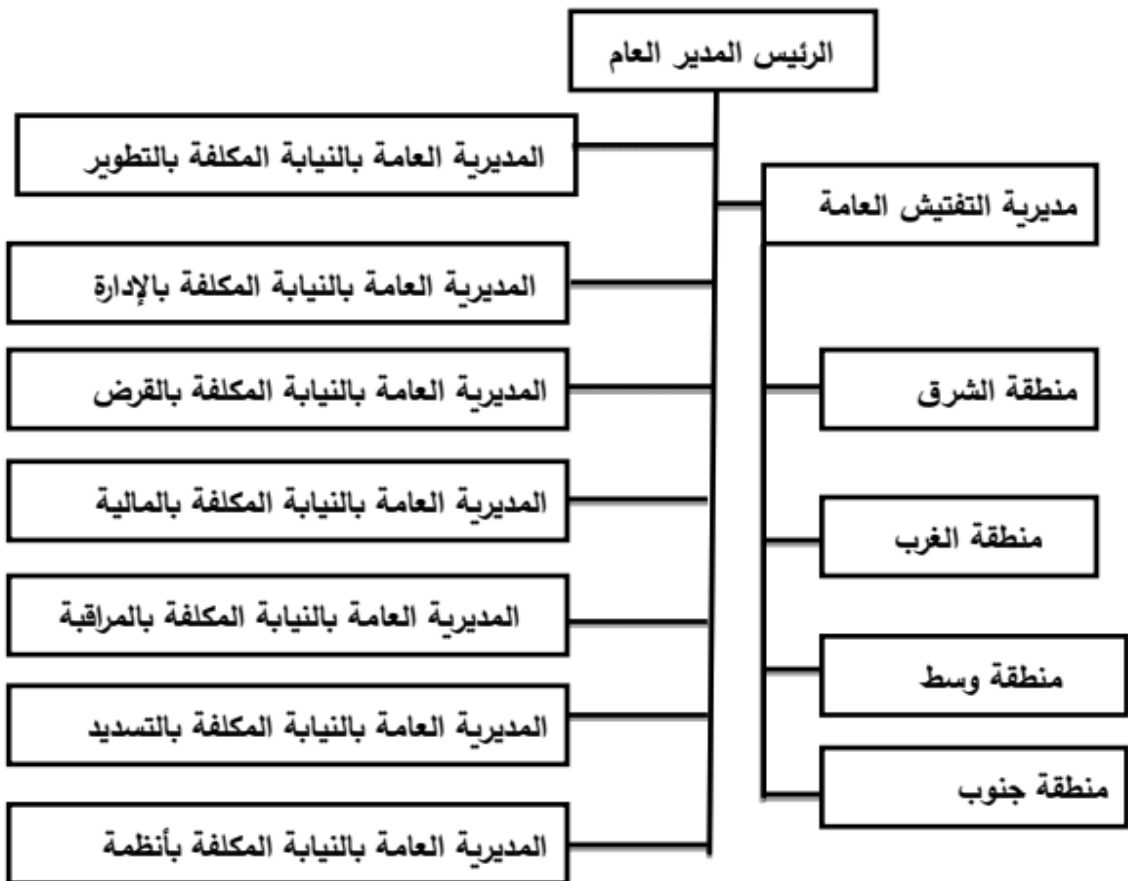 الرئيس المدير العام
المديرية العامة بالنيابة المكلفة بالتطوير
مديرية التفتيش العامة
المديرية العامة بالنيابة المكلفة بالإدارة
المديرية العامة بالنيابة المكلفة بالقرض
منطقة الشرق
المديرية العامة بالنيابة المكلفة بالمالية
منطقة الغرب
المديرية العامة بالنيابة المكلفة بالمراقبة
منطقة وسط
المديرية العامة بالنيابة المكلفة بالتسديد
منطقة جنوب
المديرية العامة بالنيابة المكلفة بأنظمة